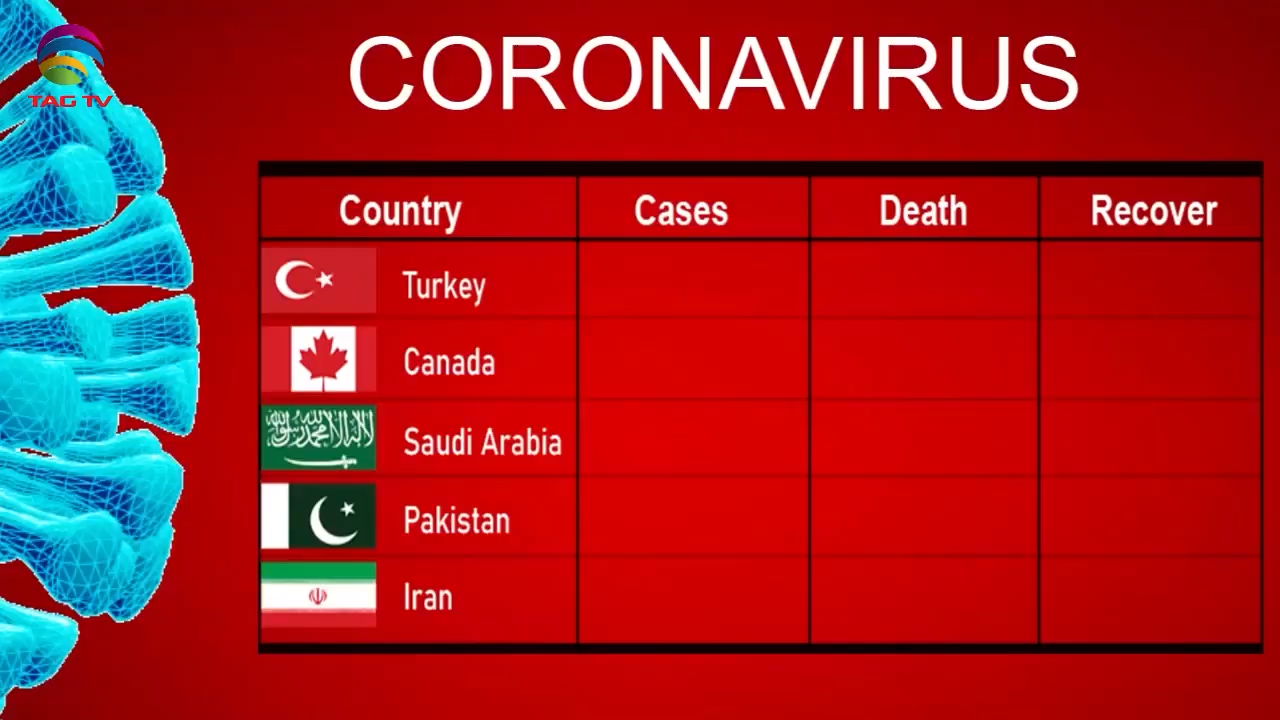 TAG TV
CORONAVIRUS
Country Cases Death Recover
Turkey
Canada
Saudi Arabia
Pakistan
Iran